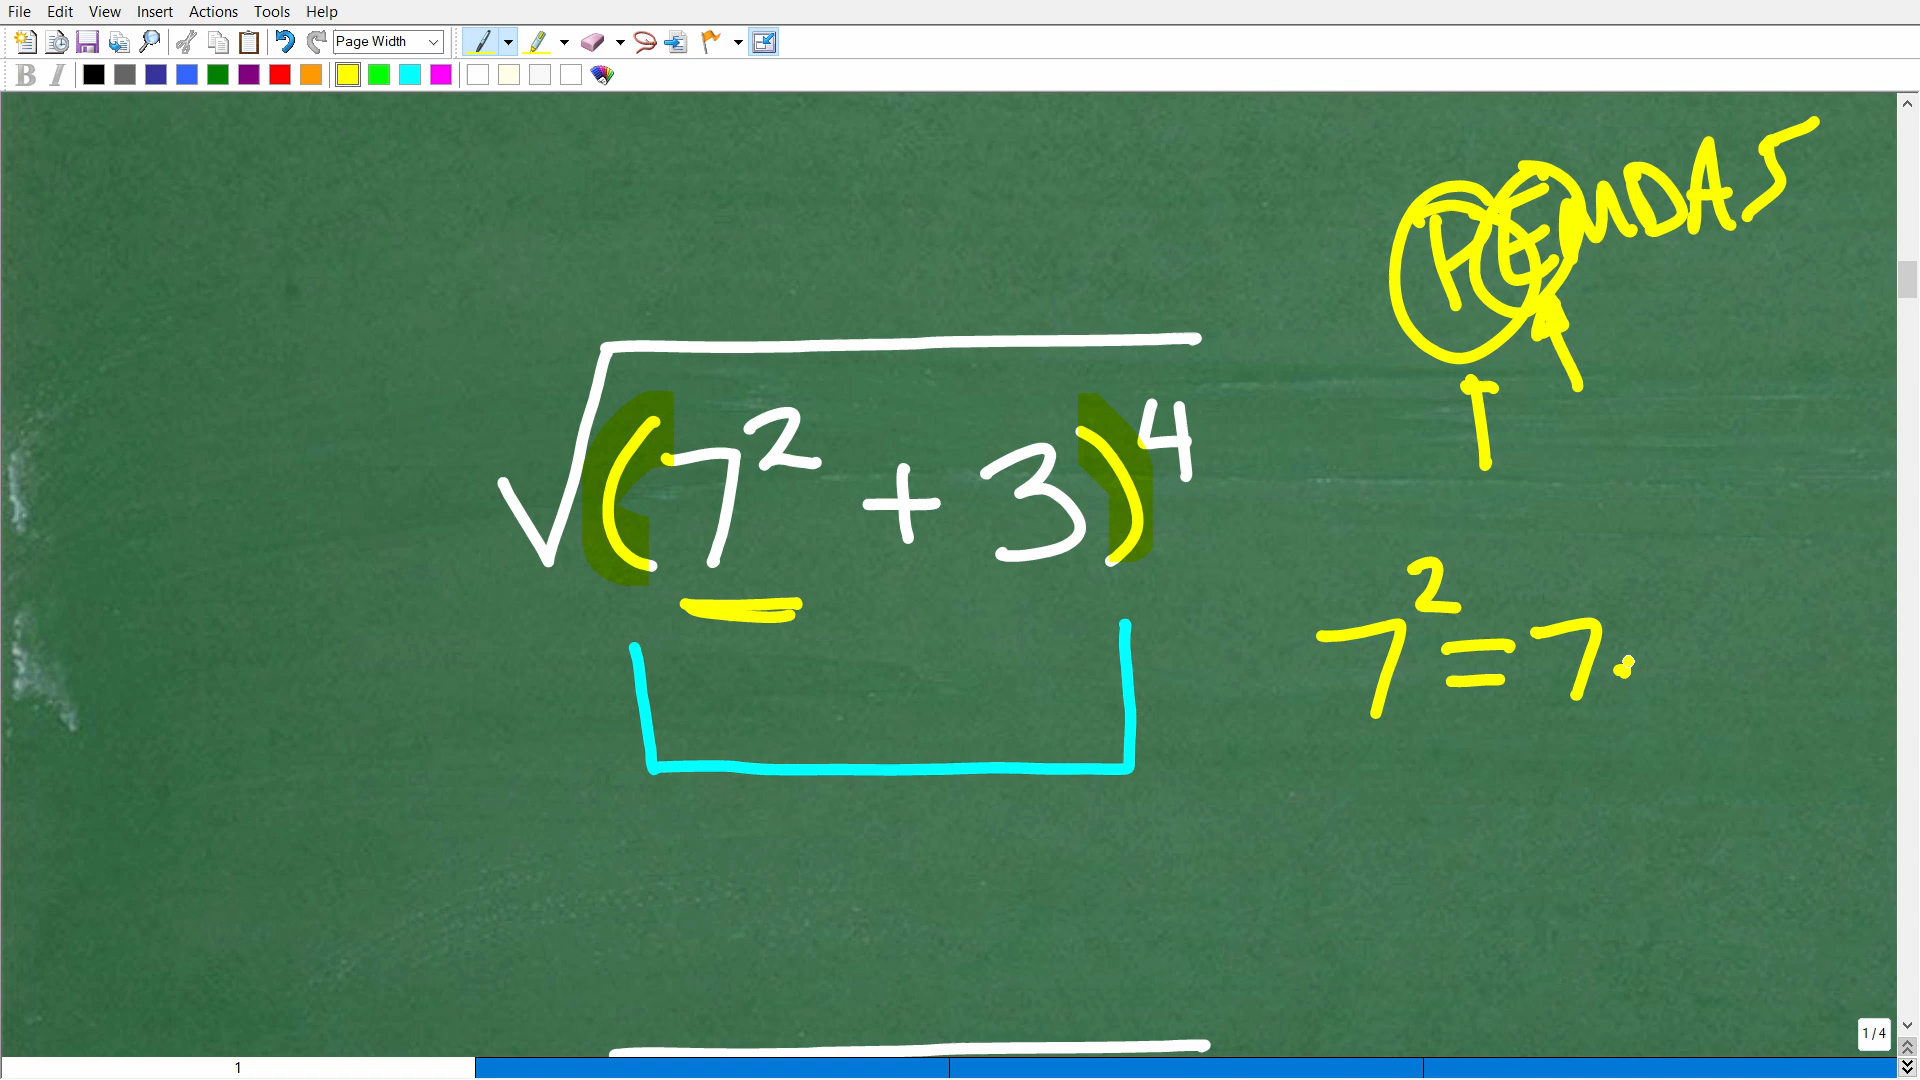 File Edit View Insert Actions Tools Help
Page Width
B I
PEMDAS
√(7² + 3)⁴
7² = 7·
1 / 4
1